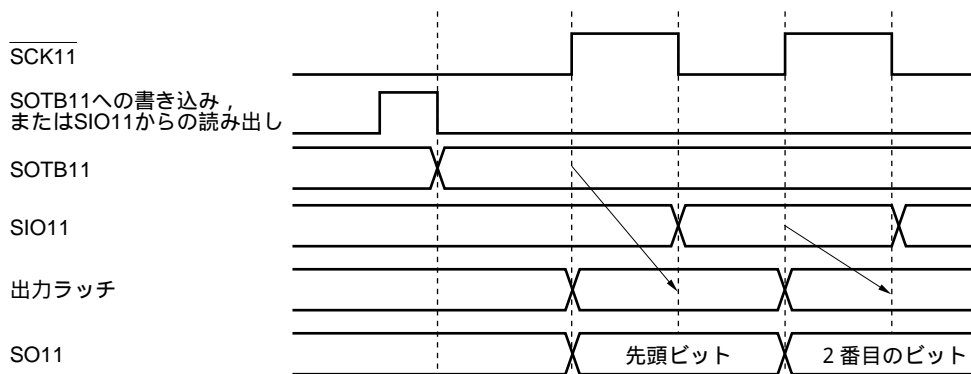 SCK11
SOTB11への書き込み，
またはSIO11からの読み出し
SOTB11
SIO11
出力ラッチ
SO11
先頭ビット
2番目のビット